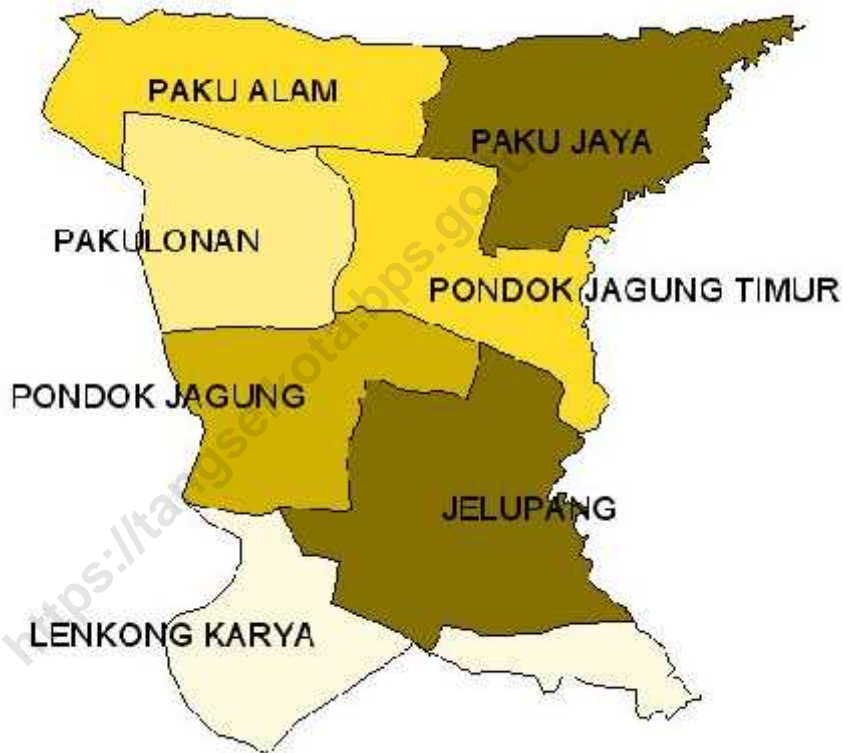 PAKU ALAM
PAKU JAYA
PAKULONAN
PONDOK JAGUNG TIMUR
PONDOK JAGUNG
JELUPANG
LENKONG KARYA
https://tangselkota.bps.go.id